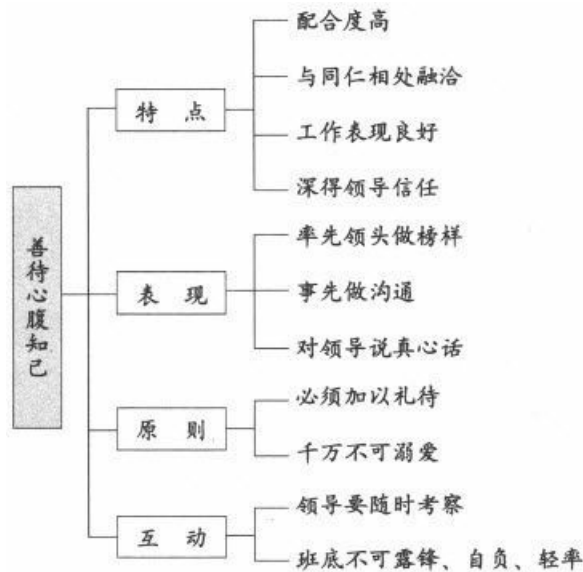 善待心腹知己
特点
配合度高
与同仁相处融洽
工作表现良好
深得领导信任
表现
率先领头做榜样
事先做沟通
对领导说真心话
原则
必须加以礼待
千万不可溺爱
互动
领导要随时考察
班底不可露锋、自负、轻率